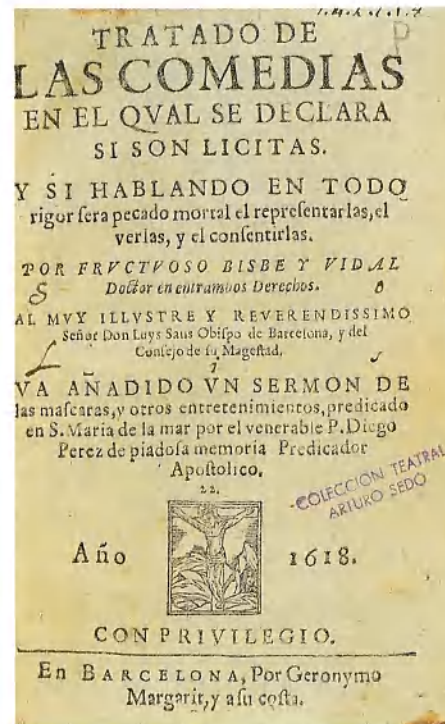 TRATADO DE
LAS COMEDIAS
EN EL QVAL SE DECLARA
SI SON LICITAS.
Y SI HABLANDO EN TODO
rigor ſera pecado mortal el repreſentarlas, el
verlas, y el conſentirlas.
POR FRVCTVOSO BISBE Y VIDAL
Doctor en entrambos Derechos.
AL MVY ILLVSTRE Y REVERENDISSIMO
Señor Don Luys Sans Obiſpo de Barcelona, y del
Conſejo de ſu Mageſtad.
VA AÑADIDO VN SERMON DE
las maſcaras, y otros entretenimientos, predicado
en S. Maria de la mar por el venerable P. Diego
Perez de piadoſa memoria Predicador
Apoſtolico.
22.
COLECCIÓN TEATRAL
ARTURO SEDO
Año 1618.
CON PRIVILEGIO.
En BARCELONA, Por Geronymo
Margarit, y a ſu coſta.